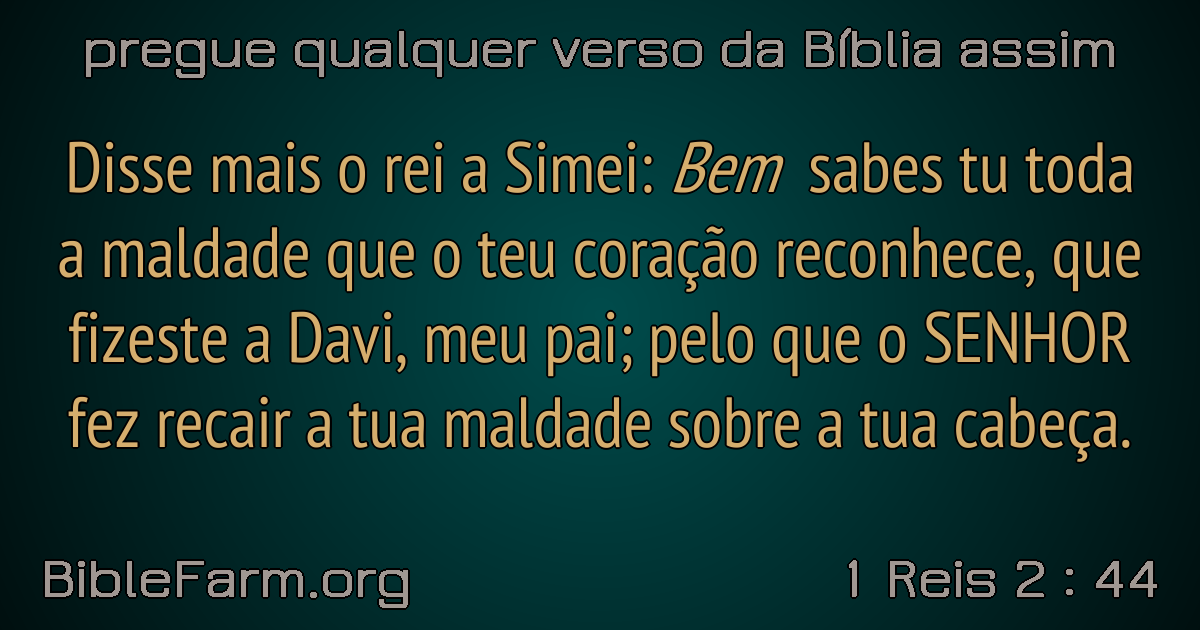 pregue qualquer verso da Bíblia assim
Disse mais o rei a Simei: Bem sabes tu toda
a maldade que o teu coração reconhece, que
fizeste a Davi, meu pai; pelo que o SENHOR
fez recair a tua maldade sobre a tua cabeça.
BibleFarm.org
1 Reis 2 : 44